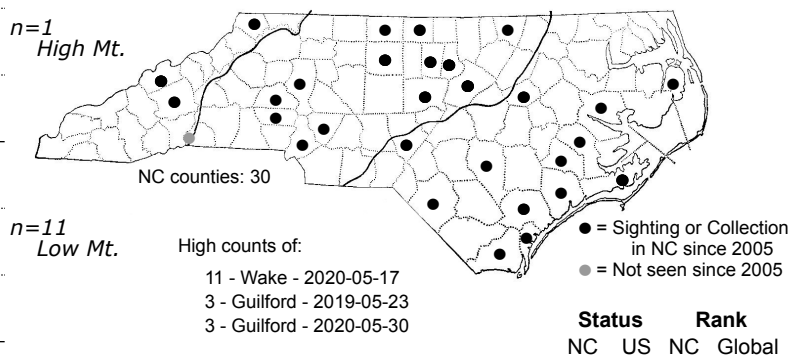 n=1
High Mt.
NC counties: 30
n=11
Low Mt.
High counts of:
11 - Wake - 2020-05-17
3 - Guilford - 2019-05-23
3 - Guilford - 2020-05-30
● = Sighting or Collection
in NC since 2005
● = Not seen since 2005
Status Rank
NC US NC Global